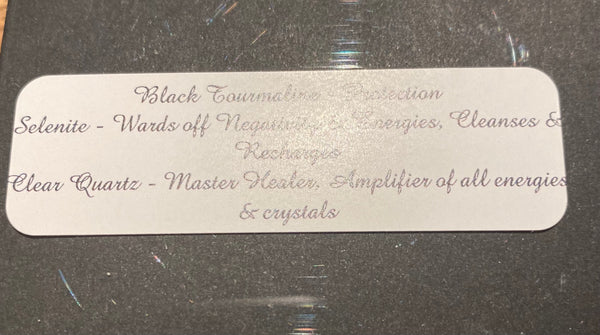 Black Tourmaline - Protection
Selenite - Wards off Negativity & Energies, Cleanses &
Recharges
Clear Quartz - Master Healer, Amplifier of all energies
& crystals